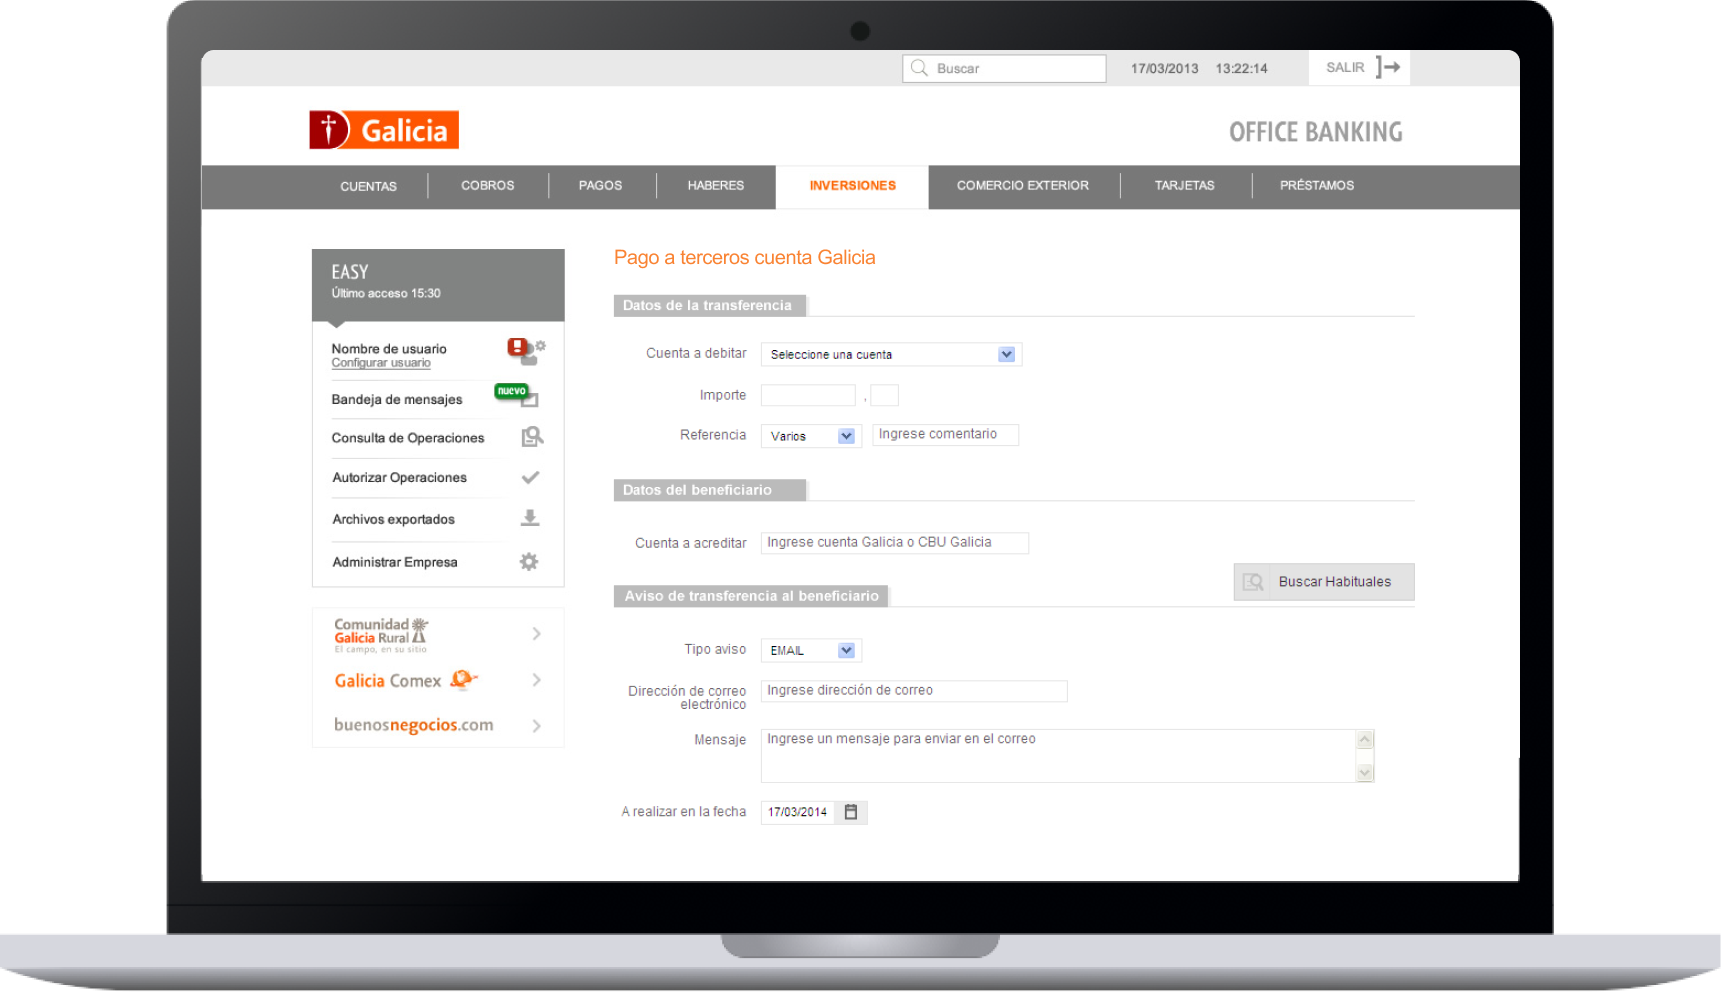 Buscar
17/03/2013 13:22:14
SALIR
Galicia
OFFICE BANKING
CUENTAS COBROS PAGOS HABERES INVERSIONES COMERCIO EXTERIOR TARJETAS PRÉSTAMOS
EASY
Último acceso 15:30
Nombre de usuario
Configurar usuario
Bandeja de mensajes nuevo
Consulta de Operaciones
Autorizar Operaciones
Archivos exportados
Administrar Empresa
Comunidad
Galicia Rural
El campo, en su sitio
Galicia Comex
buenosnegocios.com
Pago a terceros cuenta Galicia
Datos de la transferencia
Cuenta a debitar Seleccione una cuenta
Importe ,
Referencia Varios Ingrese comentario
Datos del beneficiario
Cuenta a acreditar Ingrese cuenta Galicia o CBU Galicia
Buscar Habituales
Aviso de transferencia al beneficiario
Tipo aviso EMAIL
Dirección de correo
electrónico Ingrese dirección de correo
Mensaje Ingrese un mensaje para enviar en el correo
A realizar en la fecha 17/03/2014